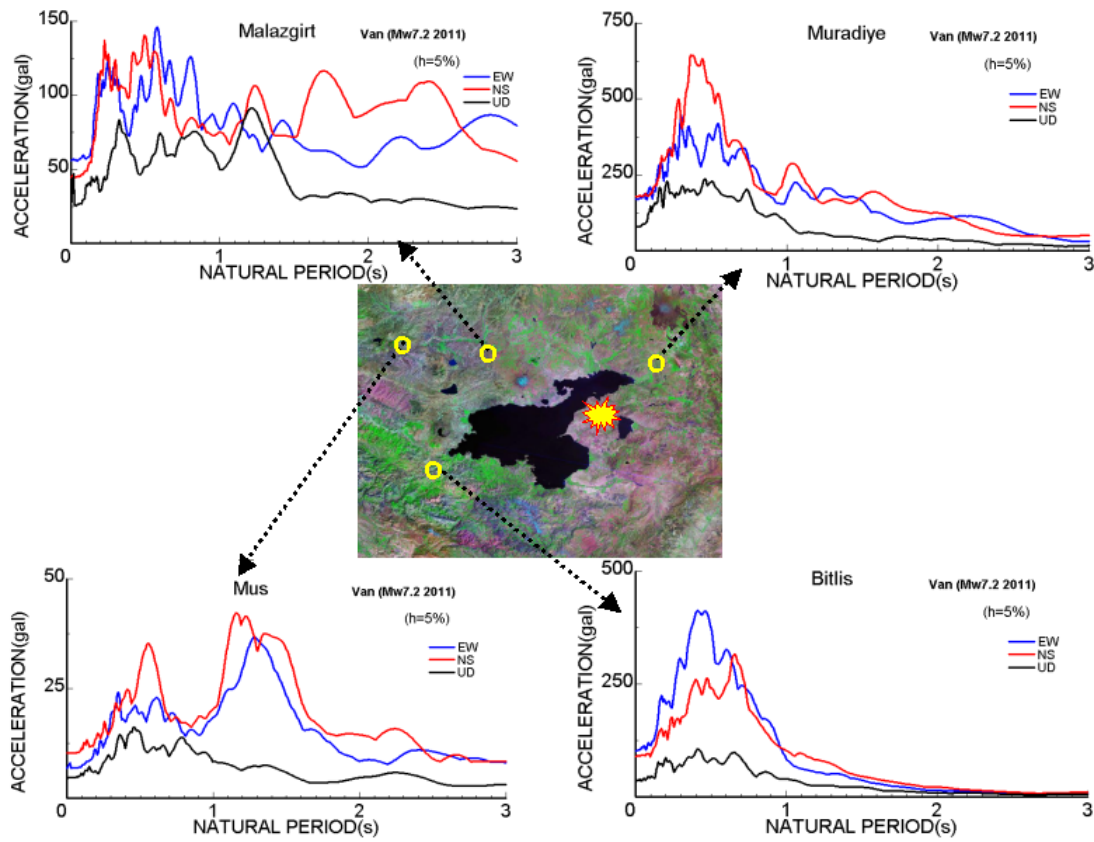 Malazgirt
Van (Mw7.2 2011)
(h=5%)
EW
NS
UD
ACCELERATION(gal)
150
100
50
0
0 1 2 3
NATURAL PERIOD(s)
Muradiye
Van (Mw7.2 2011)
(h=5%)
EW
NS
UD
ACCELERATION(gal)
750
500
250
0
0 1 2 3
NATURAL PERIOD(s)
Mus
Van (Mw7.2 2011)
(h=5%)
EW
NS
UD
ACCELERATION(gal)
50
25
0
0 1 2 3
NATURAL PERIOD(s)
Bitlis
Van (Mw7.2 2011)
(h=5%)
EW
NS
UD
ACCELERATION(gal)
500
250
0
0 1 2 3
NATURAL PERIOD(s)